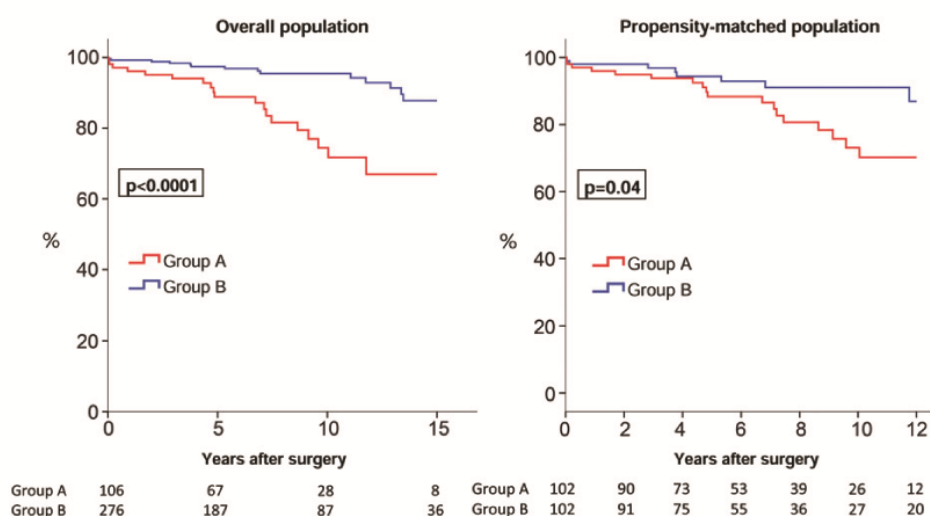 Overall population
100
80
60
40
20
0
%
p<0.0001
Group A
Group B
0 5 10 15
Years after surgery
Group A 106 67 28 8
Group B 276 187 87 36
Propensity-matched population
100
80
60
40
20
0
%
p=0.04
Group A
Group B
0 2 4 6 8 10 12
Years after surgery
Group A 102 90 73 53 39 26 12
Group B 102 91 75 55 36 27 20